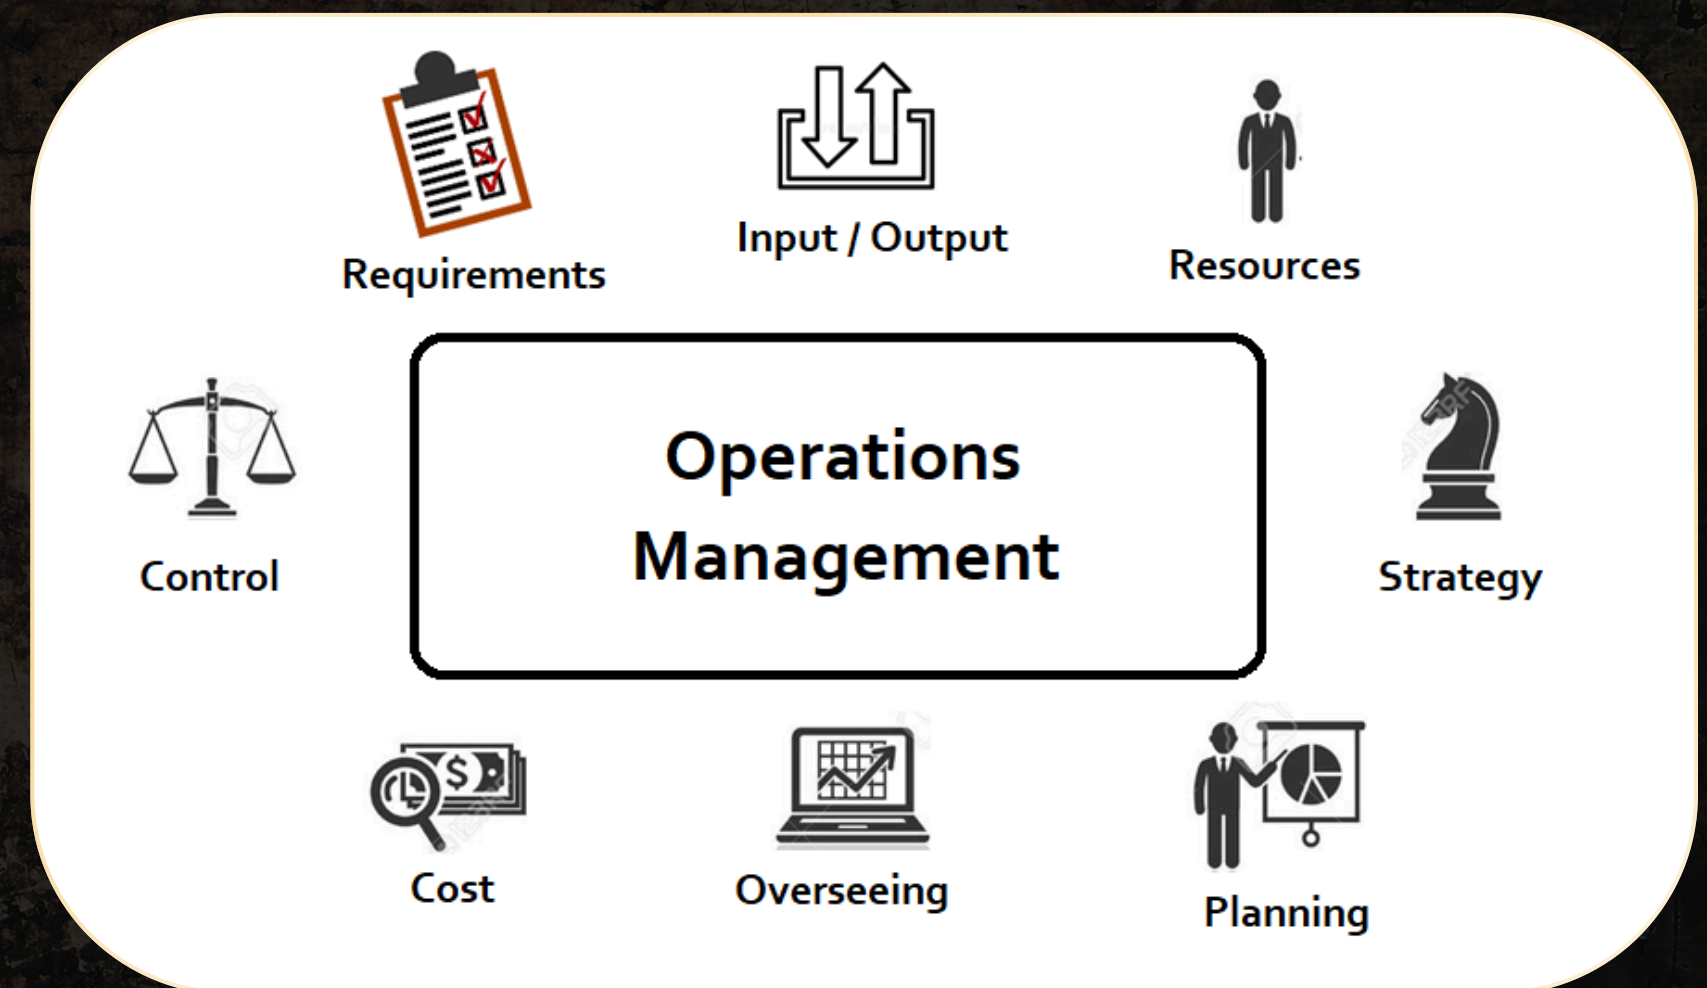 Requirements
Input / Output
Resources
Control
Operations
Management
Strategy
Cost
Overseeing
Planning